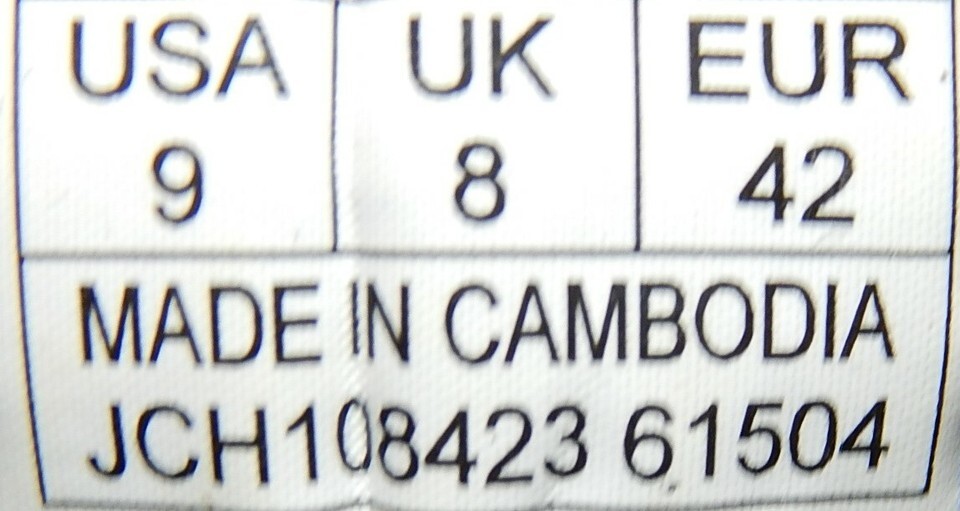 USA UK EUR
9 8 42
MADE IN CAMBODIA
JCH108423 61504